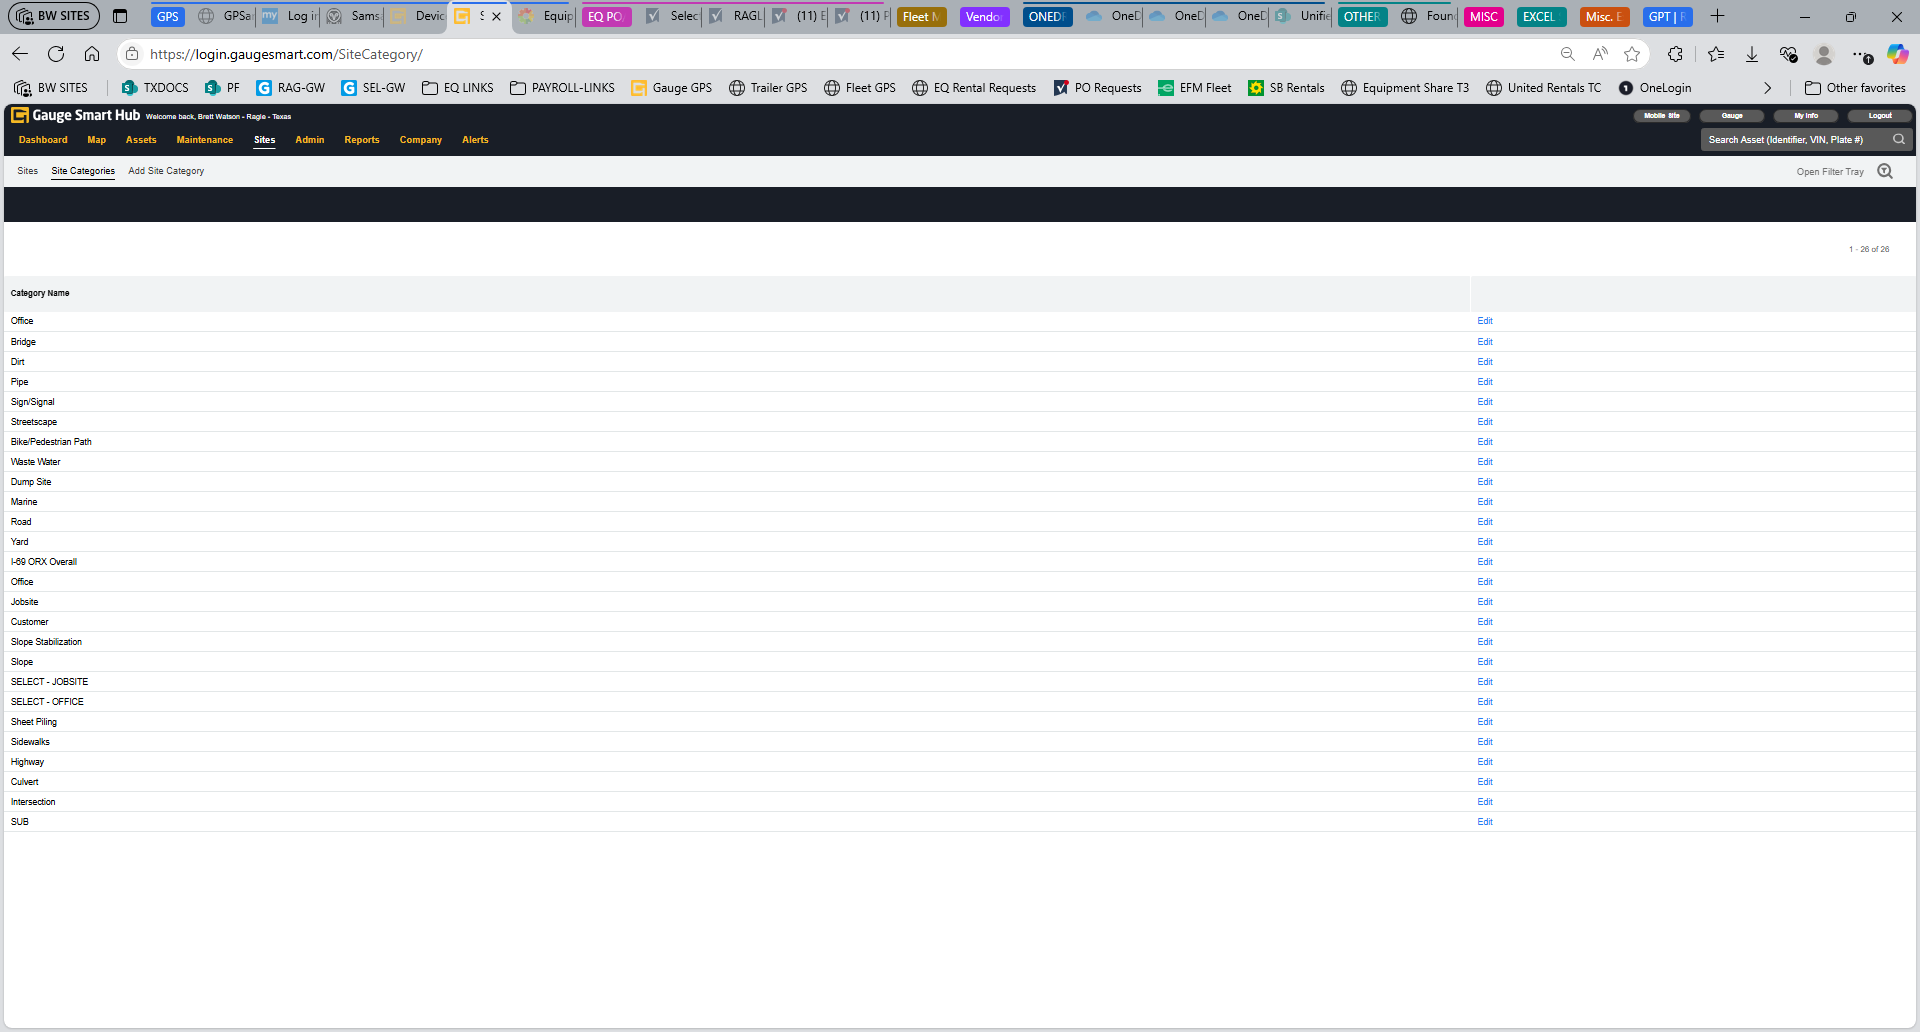 BW SITES GPS GPSar Log in Sams Devic S Equip EQ PO Selec RAGL (11) E (11) F Fleet M Vendor ONEDR OneD OneD OneD Unifie OTHER Foun MISC EXCEL Misc. E GPT | F
https://login.gaugesmart.com/SiteCategory/
BW SITES TXDOCS PF RAG-GW SEL-GW EQ LINKS PAYROLL-LINKS Gauge GPS Trailer GPS Fleet GPS EQ Rental Requests PO Requests EFM Fleet SB Rentals Equipment Share T3 United Rentals TC OneLogin Other favorites
Gauge Smart Hub Welcome back, Brett Watson - Ragle - Texas Mobile Site Gauge My Info Logout
Dashboard Map Assets Maintenance Sites Admin Reports Company Alerts Search Asset (Identifier, VIN, Plate #)
Sites Site Categories Add Site Category Open Filter Tray
1 - 26 of 26
Category Name
Office Edit
Bridge Edit
Dirt Edit
Pipe Edit
Sign/Signal Edit
Streetscape Edit
Bike/Pedestrian Path Edit
Waste Water Edit
Dump Site Edit
Marine Edit
Road Edit
Yard Edit
I-69 ORX Overall Edit
Office Edit
Jobsite Edit
Customer Edit
Slope Stabilization Edit
Slope Edit
SELECT - JOBSITE Edit
SELECT - OFFICE Edit
Sheet Piling Edit
Sidewalks Edit
Highway Edit
Culvert Edit
Intersection Edit
SUB Edit